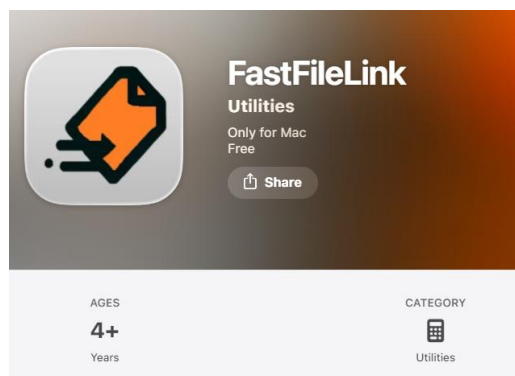 FastFileLink
Utilities
Only for Mac
Free
Share
AGES
4+
Years
CATEGORY
Utilities